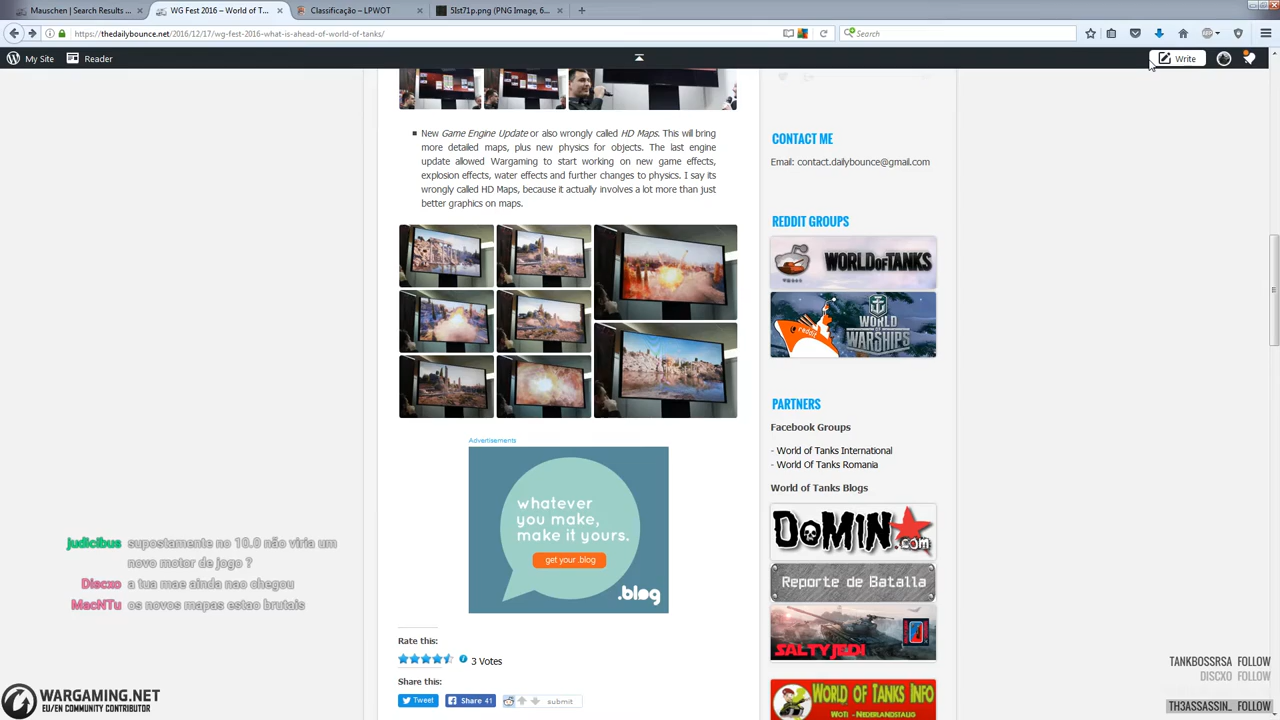 Mauschen | Search Results ...
WG Fest 2016 – World of T...
Classificação – LPWOT
5Ist71p.png (PNG Image, 6...
https://thedailybounce.net/2016/12/17/wg-fest-2016-what-is-ahead-of-world-of-tanks/
Search
My Site
Reader
Write
New Game Engine Update or also wrongly called HD Maps. This will bring
more detailed maps, plus new physics for objects. The last engine
update allowed Wargaming to start working on new game effects,
explosion effects, water effects and further changes to physics. I say its
wrongly called HD Maps, because it actually involves a lot more than just
better graphics on maps.
Advertisements
whatever
you make,
make it yours.
get your .blog
.blog
Rate this:
3 Votes
Share this:
Tweet
Share 41
submit
CONTACT ME
Email: contact.dailybounce@gmail.com
REDDIT GROUPS
WORLD OF TANKS
WORLD
OF
WARSHIPS
reddit
PARTNERS
Facebook Groups
- World of Tanks International
- World Of Tanks Romania
World of Tanks Blogs
DOMIN
.com
Reporte de Batalla
SALTYJEDI
WORLD OF TANKS INFO
WOTI - NEDERLANDSTALIG
judicibus supostamente no 10.0 não viria um
novo motor de jogo ?
Discxo a tua mae ainda nao chegou
MacNTu os novos mapas estao brutais
WARGAMING.NET
EU/EN COMMUNITY CONTRIBUTOR
TANKBOSSRSA FOLLOW
DISCXO FOLLOW
TH3ASSASSIN_ FOLLOW